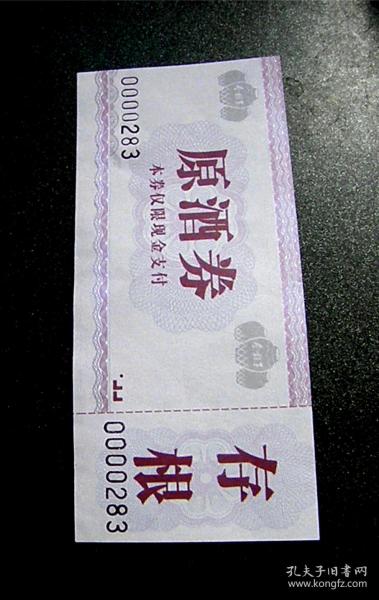 0000283
原酒券
本券仅限现金支付
存根
0000283
孔夫子旧书网
www.kongfz.com